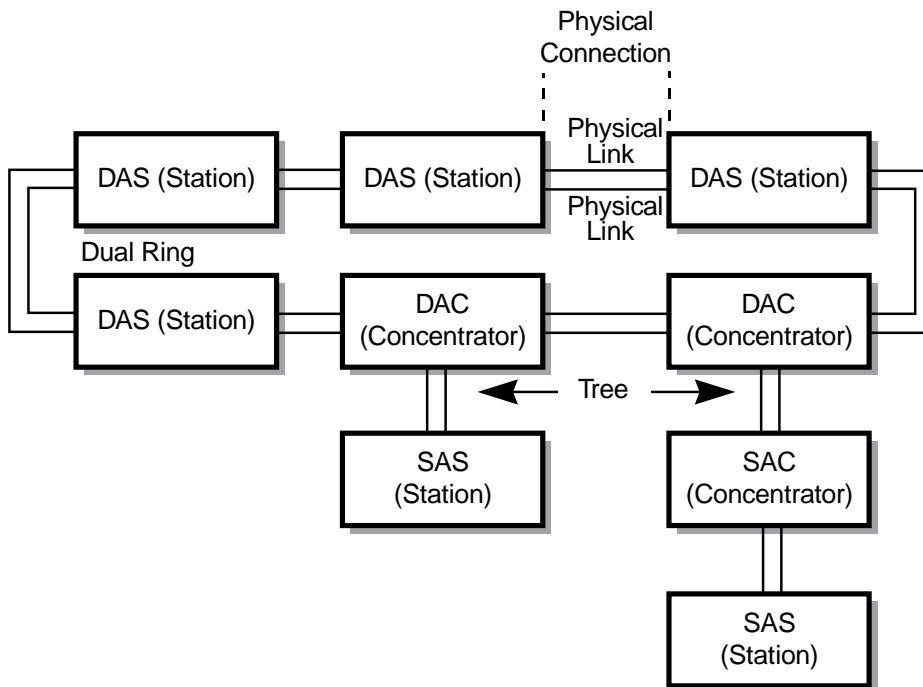 Physical
Connection
Physical
Link
DAS (Station)
DAS (Station)
DAS (Station)
Physical
Link
Dual Ring
DAS (Station)
DAC
(Concentrator)
DAC
(Concentrator)
Tree
SAS
(Station)
SAC
(Concentrator)
SAS
(Station)